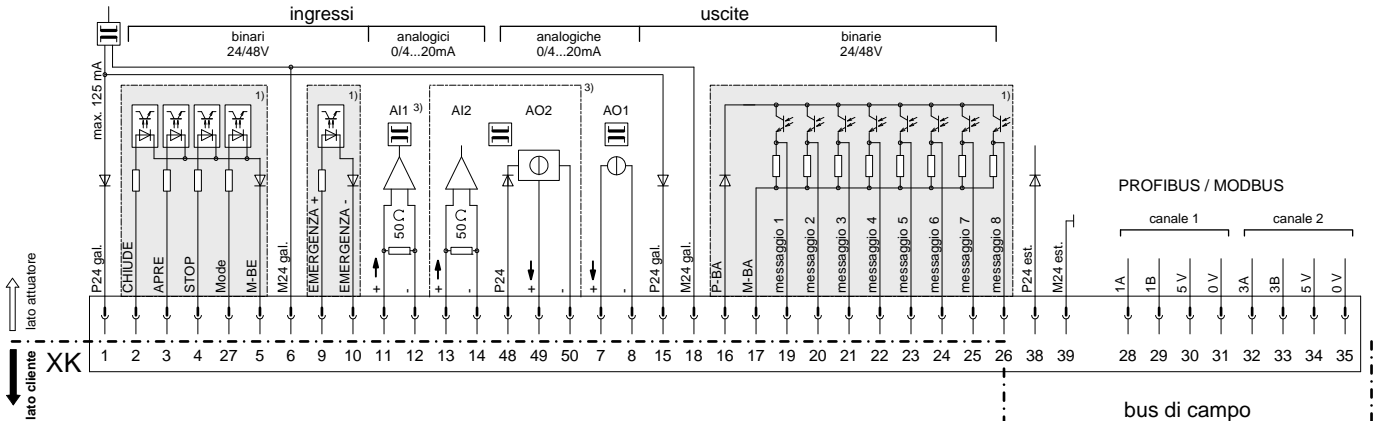 ingressi
uscite
binari
24/48V
analogici
0/4...20mA
analogiche
0/4...20mA
binarie
24/48V
max. 125 mA
1)
1)
AI1 3)
AI2
AO2
3)
AO1
1)
50Ω
50Ω
PROFIBUS / MODBUS
canale 1
canale 2
P24 gal.
CHIUDE
APRE
STOP
Mode
M-BE
M24 gal.
EMERGENZA +
EMERGENZA -
+
-
+
-
P24
+
-
+
-
P24 gal.
M24 gal.
P-BA
M-BA
messaggio 1
messaggio 2
messaggio 3
messaggio 4
messaggio 5
messaggio 6
messaggio 7
messaggio 8
P24 est.
M24 est.
1A
1B
5 V
0 V
3A
3B
5 V
0 V
lato attuatore
lato cliente
XK
1 2 3 4 27 5 6 9 10 11 12 13 14 48 49 50 7 8 15 18 16 17 19 20 21 22 23 24 25 26 38 39 28 29 30 31 32 33 34 35
bus di campo